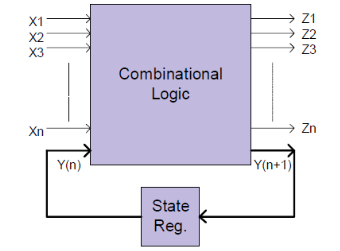 X1
X2
X3
Xn
Combinational
Logic
Z1
Z2
Z3
Zn
Y(n)
Y(n+1)
State
Reg.